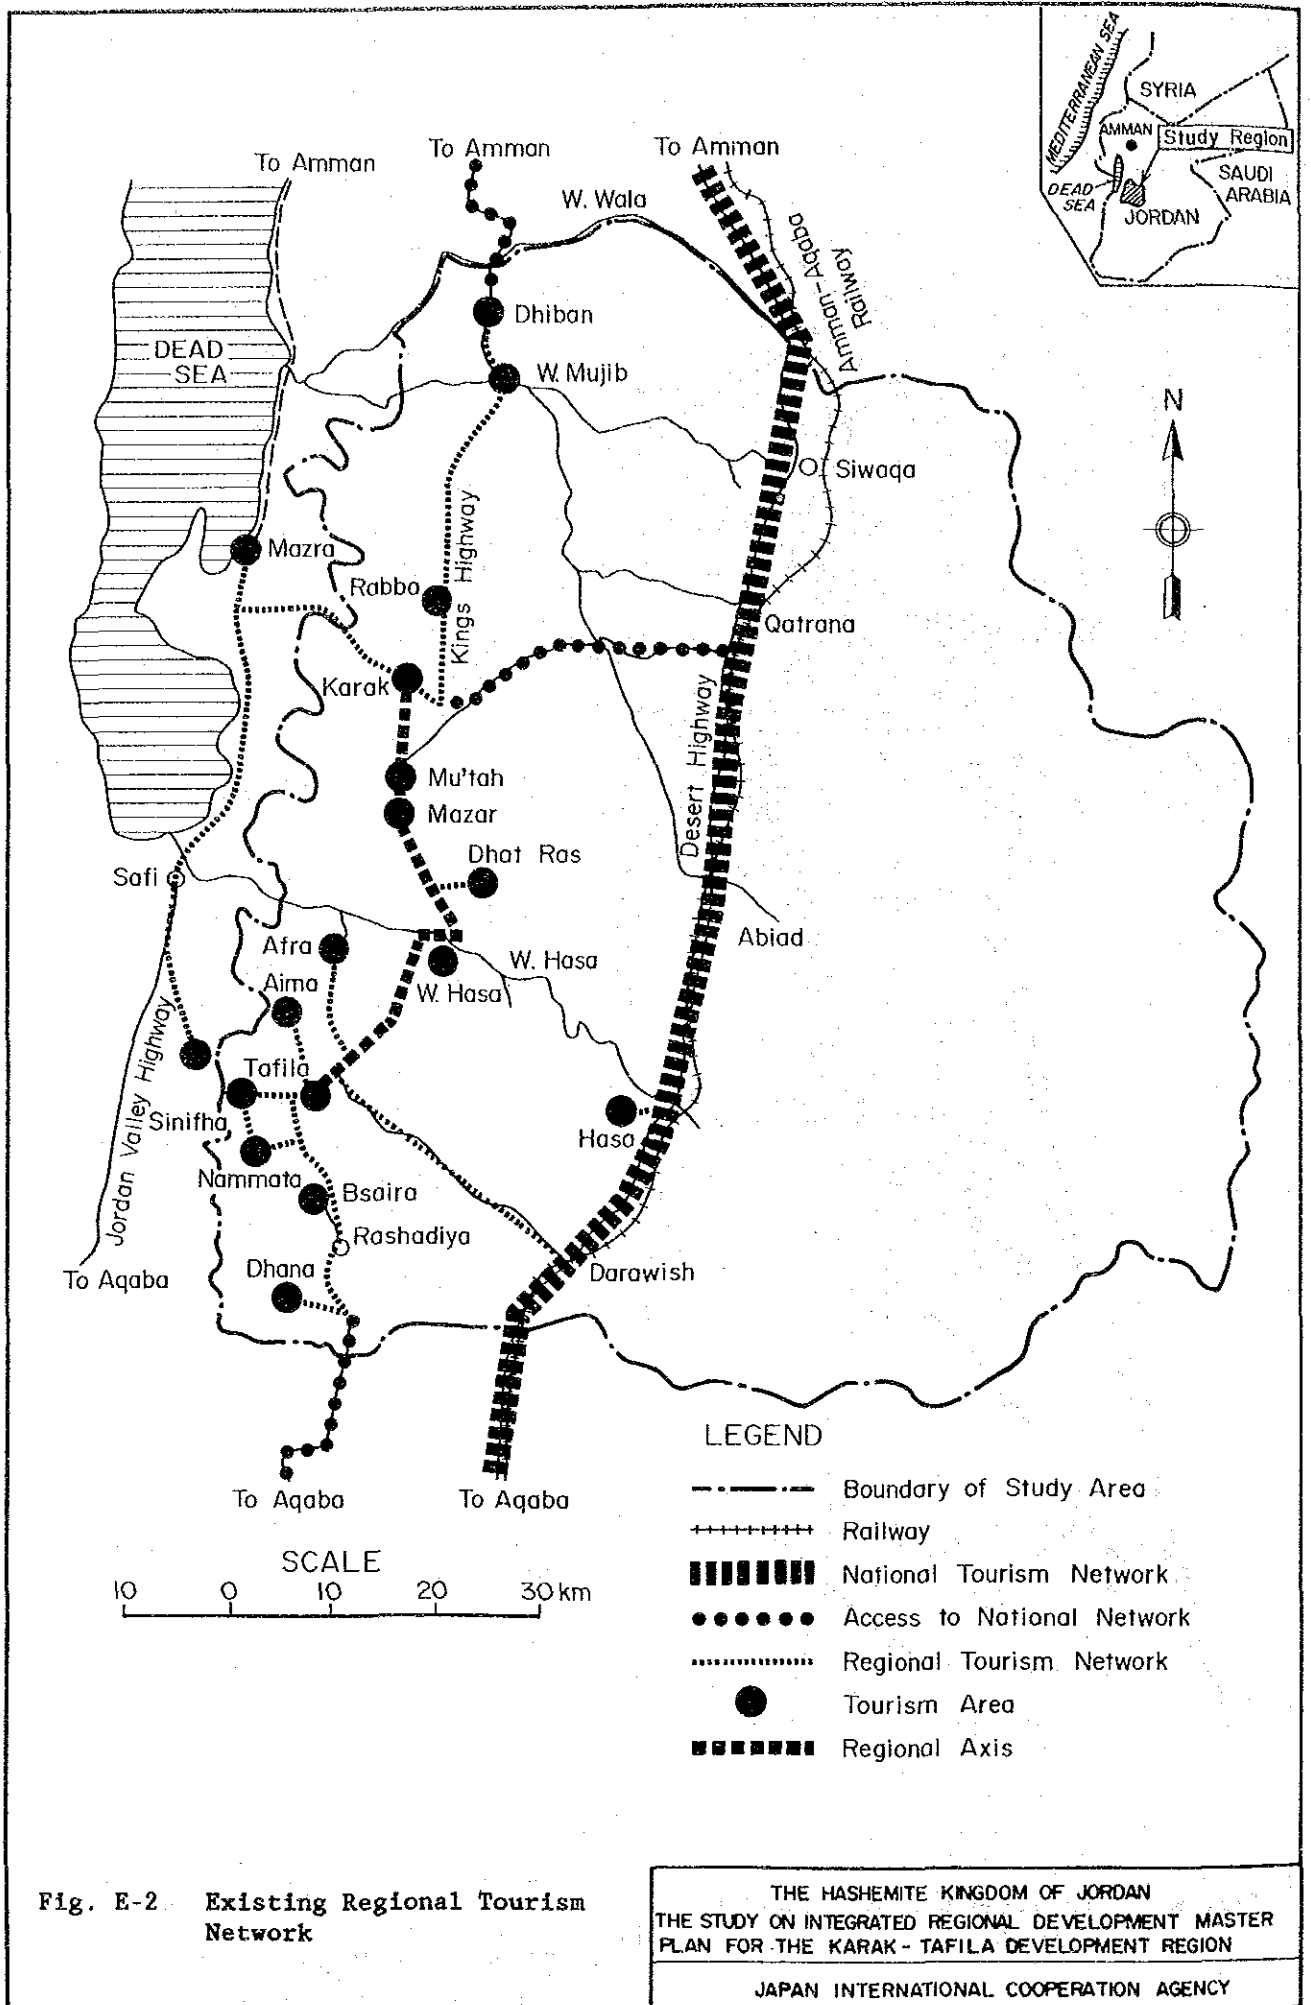 MEDITERRANEAN SEA
SYRIA
AMMAN
Study Region
DEAD
SEA
SAUDI
ARABIA
JORDAN
To Amman
To Amman
To Amman
W. Wala
Amman-Aqaba
Railway
Dhiban
DEAD
SEA
W. Mujib
N
Siwaqa
Kings Highway
Mazra
Rabba
Qatrana
Karak
Desert Highway
Mu'tah
Mazar
Dhat Ras
Safi
Abiad
Afra
W. Hasa
Aima
W. Hasa
Jordan Valley Highway
Tafila
Sinifha
Hasa
Nammata
Bsaira
Rashadiya
Dhana
Darawish
To Aqaba
To Aqaba
To Aqaba
LEGEND
Boundary of Study Area
Railway
National Tourism Network
Access to National Network
Regional Tourism Network
Tourism Area
Regional Axis
SCALE
10 0 10 20 30 km
Fig. E-2 Existing Regional Tourism
Network
THE HASHEMITE KINGDOM OF JORDAN
THE STUDY ON INTEGRATED REGIONAL DEVELOPMENT MASTER
PLAN FOR THE KARAK - TAFILA DEVELOPMENT REGION
JAPAN INTERNATIONAL COOPERATION AGENCY